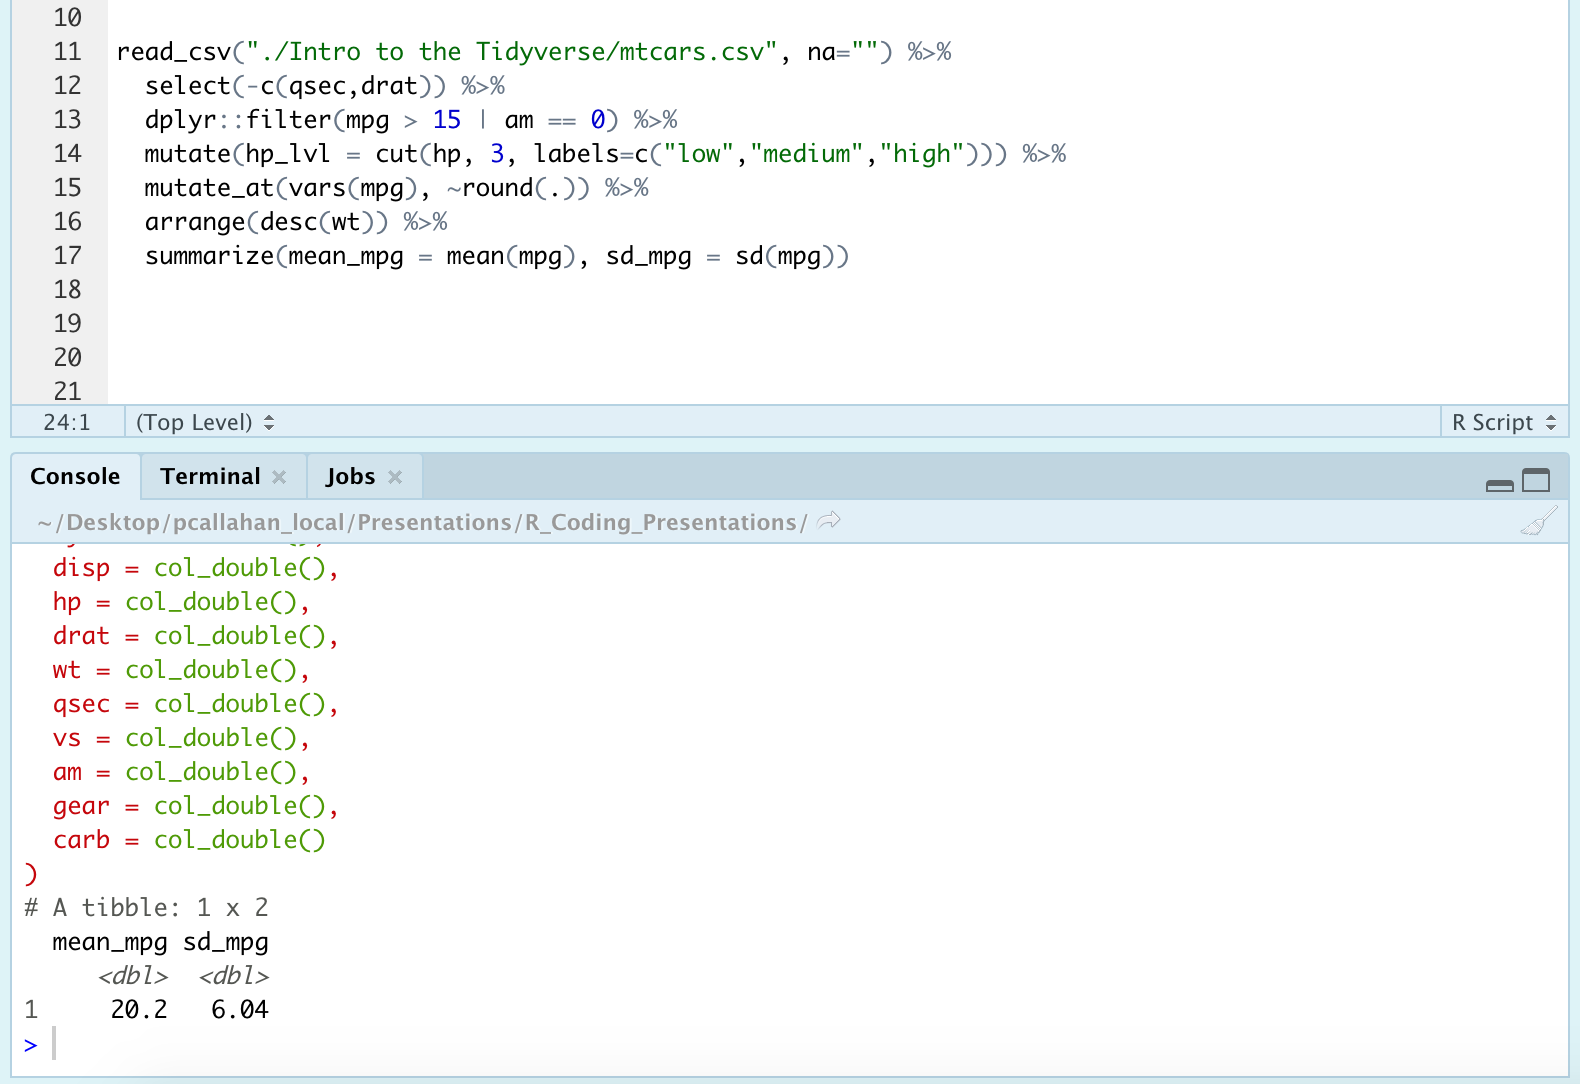 10
11 read_csv("./Intro to the Tidyverse/mtcars.csv", na="") %>%
12 select(-c(qsec,drat)) %>%
13 dplyr::filter(mpg > 15 | am == 0) %>%
14 mutate(hp_lvl = cut(hp, 3, labels=c("low","medium","high"))) %>%
15 mutate_at(vars(mpg), ~round(.)) %>%
16 arrange(desc(wt)) %>%
17 summarize(mean_mpg = mean(mpg), sd_mpg = sd(mpg))
18
19
20
21
24:1 (Top Level) R Script
Console Terminal Jobs
~/Desktop/pcallahan_local/Presentations/R_Coding_Presentations/
disp = col_double(),
hp = col_double(),
drat = col_double(),
wt = col_double(),
qsec = col_double(),
vs = col_double(),
am = col_double(),
gear = col_double(),
carb = col_double()
)
# A tibble: 1 x 2
mean_mpg sd_mpg
<dbl> <dbl>
1 20.2 6.04
>